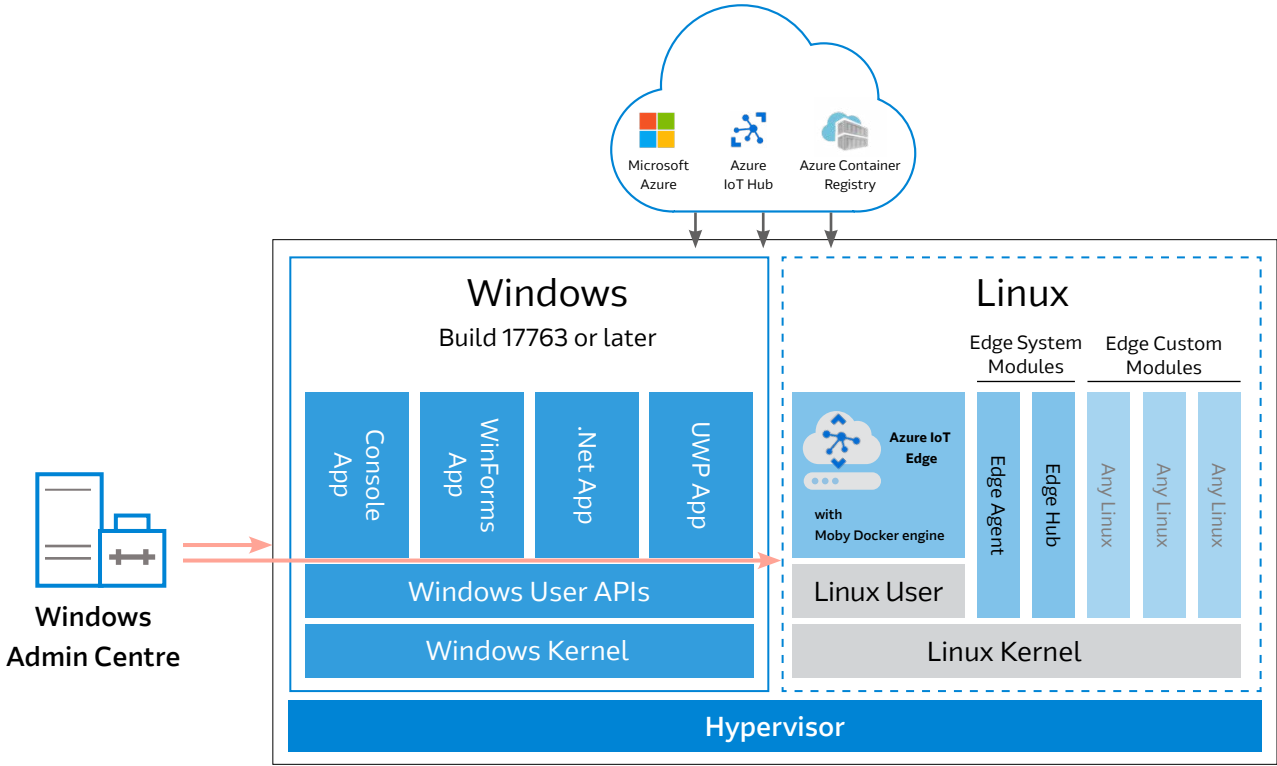 Microsoft
Azure
Azure
IoT Hub
Azure Container
Registry
Windows
Build 17763 or later
Console
App
WinForms
App
.Net App
UWP App
Windows User APIs
Windows Kernel
Linux
Edge System
Modules
Edge Custom
Modules
Azure IoT
Edge
with
Moby Docker engine
Edge Agent
Edge Hub
Any Linux
Any Linux
Any Linux
Linux User
Linux Kernel
Windows
Admin Centre
Hypervisor